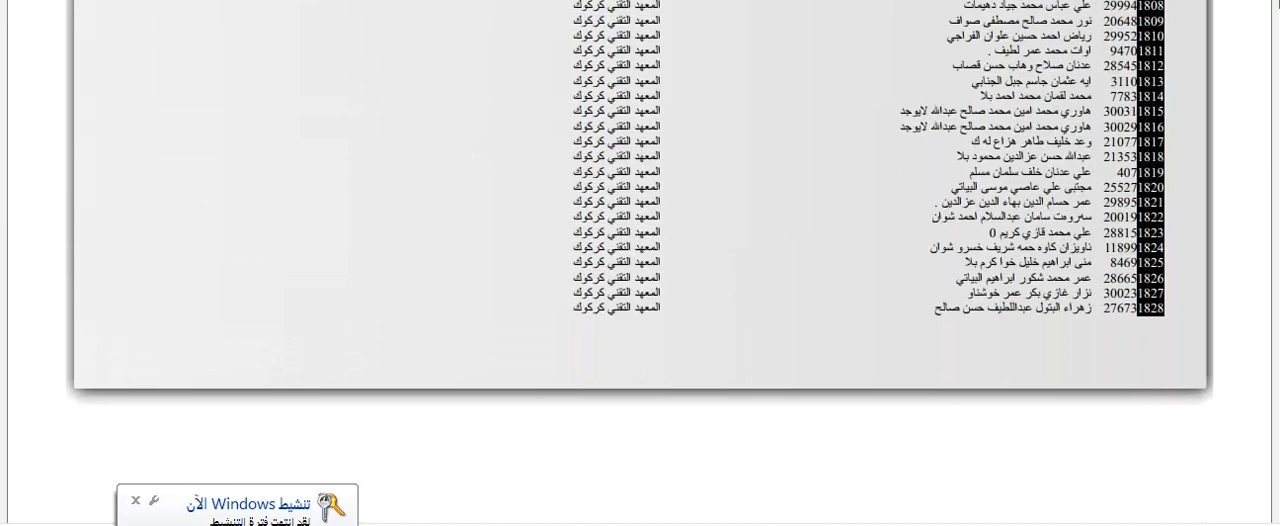 1808 29994 علي عباس محمد جياد دهيمات المعهد التقني كركوك
1809 20648 نور محمد صالح مصطفى صواف المعهد التقني كركوك
1810 29952 رياض احمد حسين علوان الفراجي المعهد التقني كركوك
1811 9470 اوات محمد عمر لطيف . المعهد التقني كركوك
1812 28545 عدنان صلاح وهاب حسن قصاب المعهد التقني كركوك
1813 3110 ايه عثمان جاسم جبل الجنابي المعهد التقني كركوك
1814 7783 محمد لقمان محمد احمد بلا المعهد التقني كركوك
1815 30031 هاوري محمد امين محمد صالح عبدالله لايوجد المعهد التقني كركوك
1816 30029 هاوري محمد امين محمد صالح عبدالله لايوجد المعهد التقني كركوك
1817 21077 وعد خليف طاهر هزاع له ك المعهد التقني كركوك
1818 21353 عبدالله حسن عزالدين محمود بلا المعهد التقني كركوك
1819 407 علي عدنان خلف سلمان مسلم المعهد التقني كركوك
1820 25527 مجتبى علي عاصي موسى البياتي المعهد التقني كركوك
1821 29895 عمر حسام الدين بهاء الدين عزالدين . المعهد التقني كركوك
1822 20019 سەروەت سامان عبدالسلام احمد شوان المعهد التقني كركوك
1823 28815 علي محمد قازي كريم 0 المعهد التقني كركوك
1824 11899 ناويزان كاوه حمه شريف خسرو شوان المعهد التقني كركوك
1825 8469 منى ابراهيم خليل خوا كرم بلا المعهد التقني كركوك
1826 28665 عمر محمد شكور ابراهيم البياتي المعهد التقني كركوك
1827 30023 نزار غازي بكر عمر خوشناو المعهد التقني كركوك
1828 27673 زهراء البتول عبداللطيف حسن صالح المعهد التقني كركوك
تنشيط Windows الآن
لقد انتهت فترة التنشيط